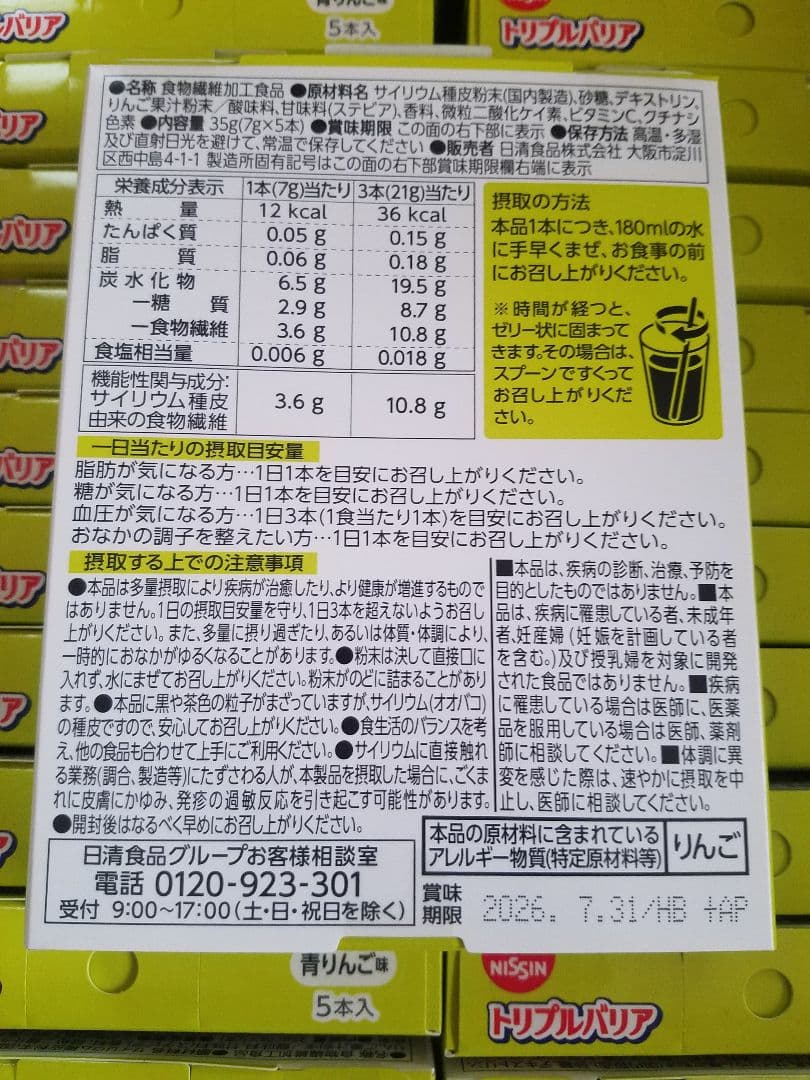 バリア
青りんご味
5本入
NISSIN
トリプルバリア
●名称 食物繊維加工食品 ●原材料名 サイリウム種皮粉末(国内製造)、砂糖、デキストリン、
りんご果汁粉末／酸味料、甘味料(ステビア)、香料、微粒二酸化ケイ素、ビタミンC、クチナシ
色素 ●内容量 35g(7g×5本) ●賞味期限 この面の右下部に表示 ●保存方法 高温・多湿
及び直射日光を避けて、常温で保存してください ●販売者 日清食品株式会社 大阪市淀川
区西中島4-1-1 製造所固有記号はこの面の右下部賞味期限欄右端に表示
栄養成分表示 1本(7g)当たり 3本(21g)当たり
熱量 12 kcal 36 kcal
たんぱく質 0.05 g 0.15 g
脂質 0.06 g 0.18 g
炭水化物 6.5 g 19.5 g
－糖質 2.9 g 8.7 g
－食物繊維 3.6 g 10.8 g
食塩相当量 0.006 g 0.018 g
機能性関与成分:
サイリウム種皮
由来の食物繊維 3.6 g 10.8 g
摂取の方法
本品1本につき、180mlの水
に手早くまぜ、お食事の前
にお召し上がりください。
※時間が経つと、
ゼリー状に固まって
きます。その場合は、
スプーンですくって
お召し上がりくだ
さい。
一日当たりの摂取目安量
脂肪が気になる方…1日1本を目安にお召し上がりください。
糖が気になる方…1日1本を目安にお召し上がりください。
血圧が気になる方…1日3本(1食当たり1本)を目安にお召し上がりください。
おなかの調子を整えたい方…1日1本を目安にお召し上がりください。
摂取する上での注意事項
●本品は多量摂取により疾病が治癒したり、より健康が増進するもので
はありません。1日の摂取目安量を守り、1日3本を超えないようお召し
上がりください。また、多量に摂り過ぎたり、あるいは体質・体調により、
一時的におなかがゆるくなることがあります。●粉末は決して直接口に
入れず、水にまぜてお召し上がりください。粉末がのどに詰まることがあり
ます。●本品に黒や茶色の粒子がまざっていますが、サイリウム(オオバコ)
の種皮ですので、安心してお召し上がりください。●食生活のバランスを考
え、他の食品も合わせて上手にご利用ください。●サイリウムに直接触れ
る業務(調合、製造等)にたずさわる人が、本製品を摂取した場合に、ごくま
れに皮膚にかゆみ、発疹の過敏反応を引き起こす可能性があります。
●開封後はなるべく早めにお召し上がりください。
■本品は、疾病の診断、治療、予防を
目的としたものではありません。■本
品は、疾病に罹患している者、未成年
者、妊産婦(妊娠を計画している者
を含む。)及び授乳婦を対象に開発
された食品ではありません。■疾病
に罹患している場合は医師に、医薬
品を服用している場合は医師、薬剤
師に相談してください。■体調に異
変を感じた際は、速やかに摂取を中
止し、医師に相談してください。
本品の原材料に含まれている
アレルギー物質(特定原材料等) りんご
日清食品グループお客様相談室
電話 0120-923-301
受付 9:00〜17:00(土・日・祝日を除く)
賞味
期限 2026. 7.31/HB +AP
青りんご味
5本入
NISSIN
トリプルバリア